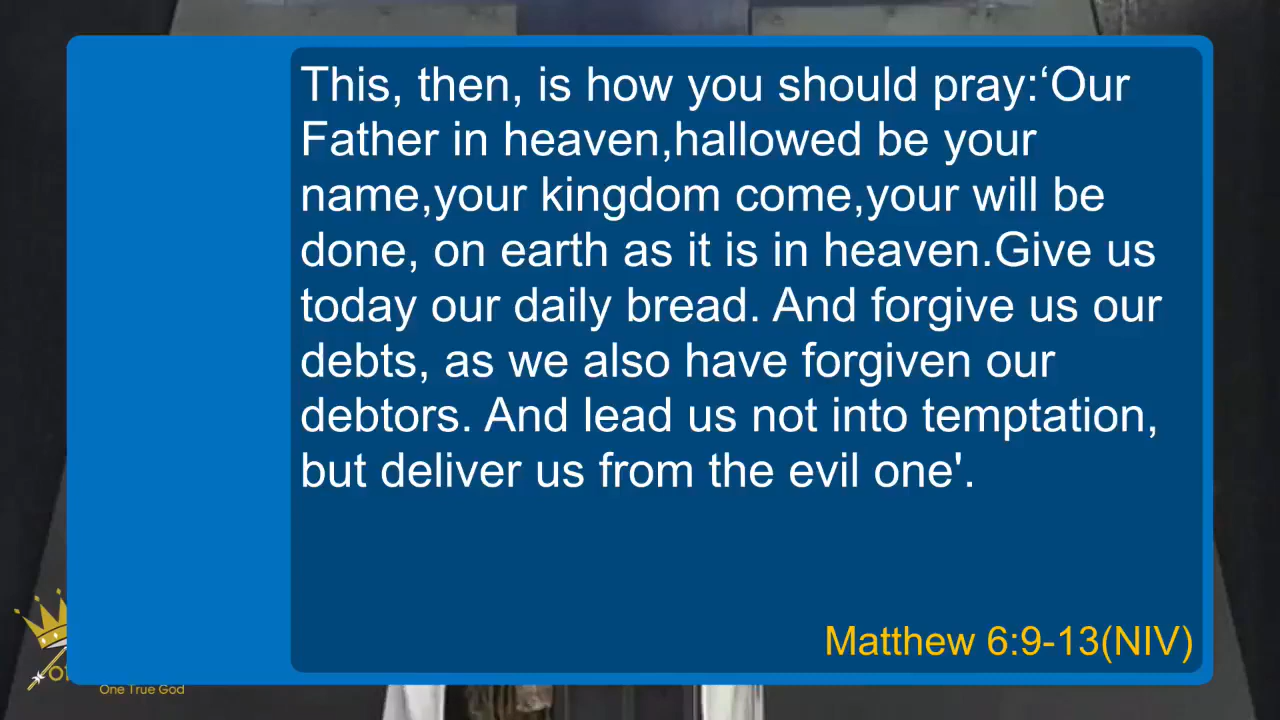 This, then, is how you should pray:‘Our
Father in heaven,hallowed be your
name,your kingdom come,your will be
done, on earth as it is in heaven.Give us
today our daily bread. And forgive us our
debts, as we also have forgiven our
debtors. And lead us not into temptation,
but deliver us from the evil one'.
Matthew 6:9-13(NIV)
One True God